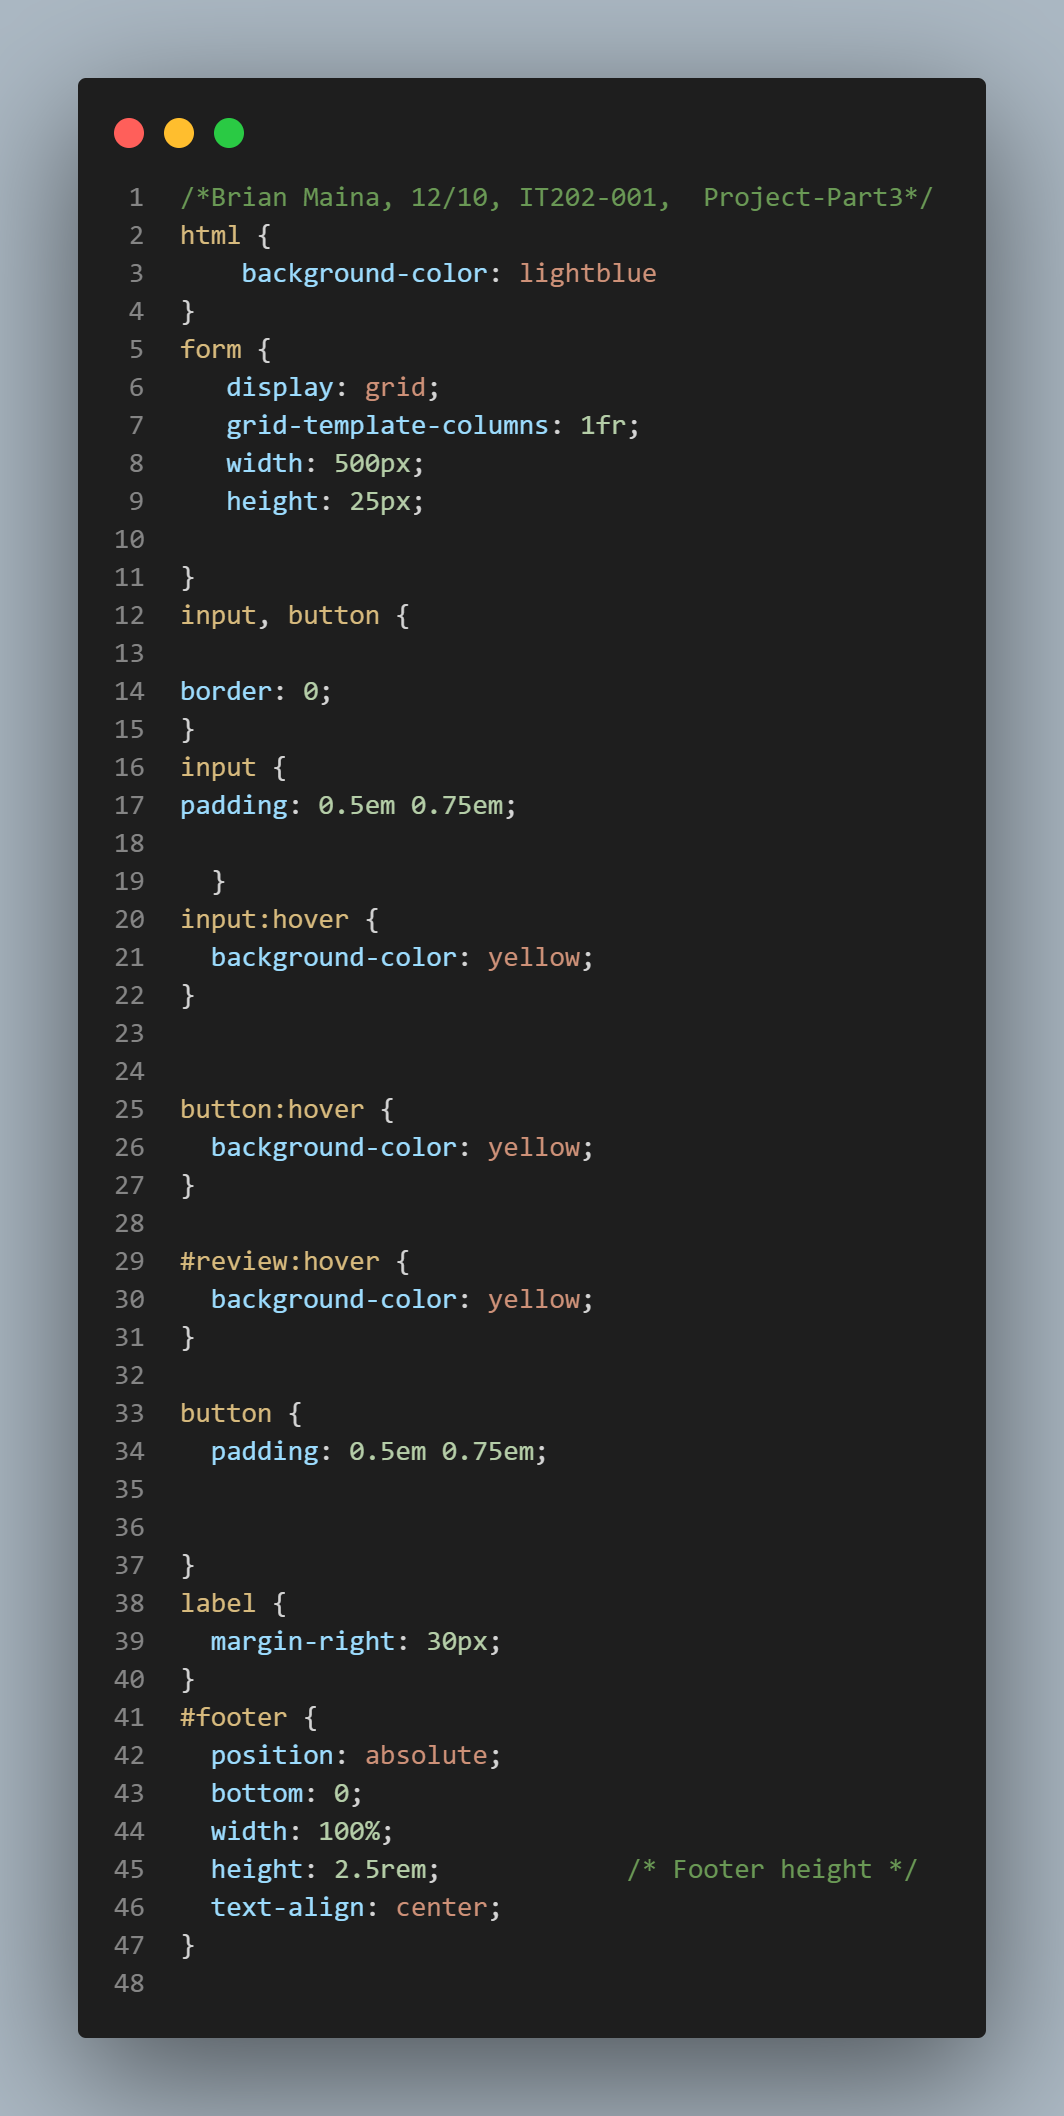 1 /*Brian Maina, 12/10, IT202-001,  Project-Part3*/
2 html {
3     background-color: lightblue
4 }
5 form {
6    display: grid;
7    grid-template-columns: 1fr;
8    width: 500px;
9    height: 25px;
10
11 }
12 input, button {
13
14 border: 0;
15 }
16 input {
17 padding: 0.5em 0.75em;
18
19   }
20 input:hover {
21   background-color: yellow;
22 }
23
24
25 button:hover {
26   background-color: yellow;
27 }
28
29 #review:hover {
30   background-color: yellow;
31 }
32
33 button {
34   padding: 0.5em 0.75em;
35
36
37 }
38 label {
39   margin-right: 30px;
40 }
41 #footer {
42   position: absolute;
43   bottom: 0;
44   width: 100%;
45   height: 2.5rem;            /* Footer height */
46   text-align: center;
47 }
48